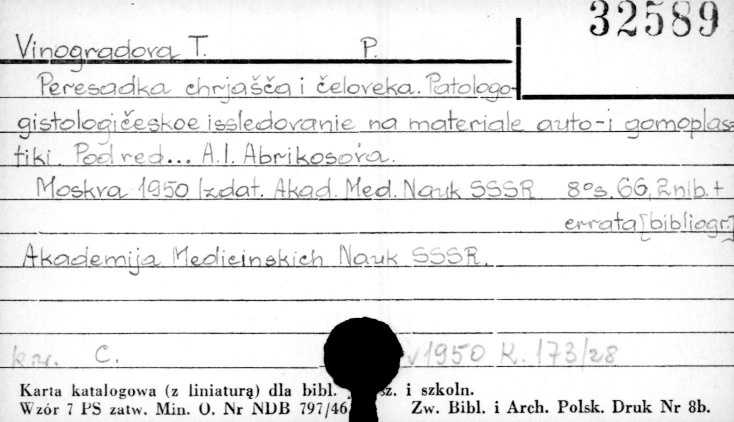 32589
Vinogradova T. P.
Peresadka chrjašča i čeloveka. Patologo-
gistologičeskoe issledovanie na materiale auto-i gomoplas=
tiki. Pod red... A.I. Abrikosova.
Moskva 1950 Izdat. Akad. Med. Nauk SSSR 8°s. 66, 2nlb. +
errata [bibliogr.]
Akademija Medicinskich Nauk SSSR.
C. 1950 K. 173/28
Karta katalogowa (z liniaturą) dla bibl. sz. i szkoln.
Wzór 7 PS zatw. Min. O. Nr NDB 797/46 Zw. Bibl. i Arch. Polsk. Druk Nr 8b.